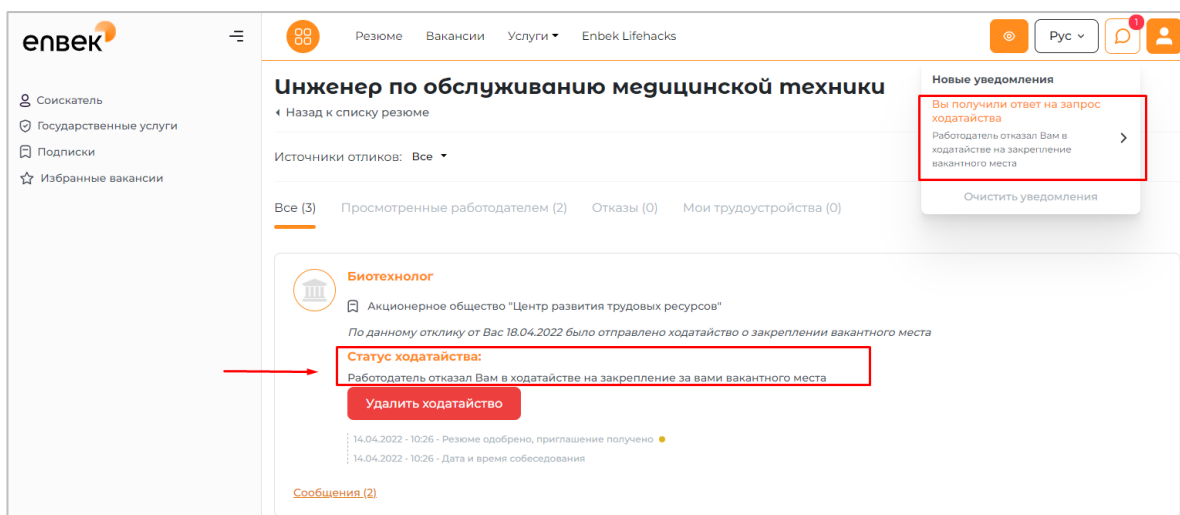 enвек
Резюме Вакансии Услуги Enbek Lifehacks
Рус
1
Соискатель
Государственные услуги
Подписки
Избранные вакансии
Инженер по обслуживанию медицинской техники
Назад к списку резюме
Источники отликов: Все
Новые уведомления
Вы получили ответ на запрос
ходатайства
Работодатель отказал Вам в
ходатайстве на закрепление
вакантного места
Очистить уведомления
Все (3) Просмотренные работодателем (2) Отказы (0) Мои трудоустройства (0)
Биотехнолог
Акционерное общество "Центр развития трудовых ресурсов"
По данному отклику от Вас 18.04.2022 было отправлено ходатайство о закреплении вакантного места
Статус ходатайства:
Работодатель отказал Вам в ходатайстве на закрепление за вами вакантного места
Удалить ходатайство
14.04.2022 - 10:26 - Резюме одобрено, приглашение получено
14.04.2022 - 10:26 - Дата и время собеседования
Сообщения (2)